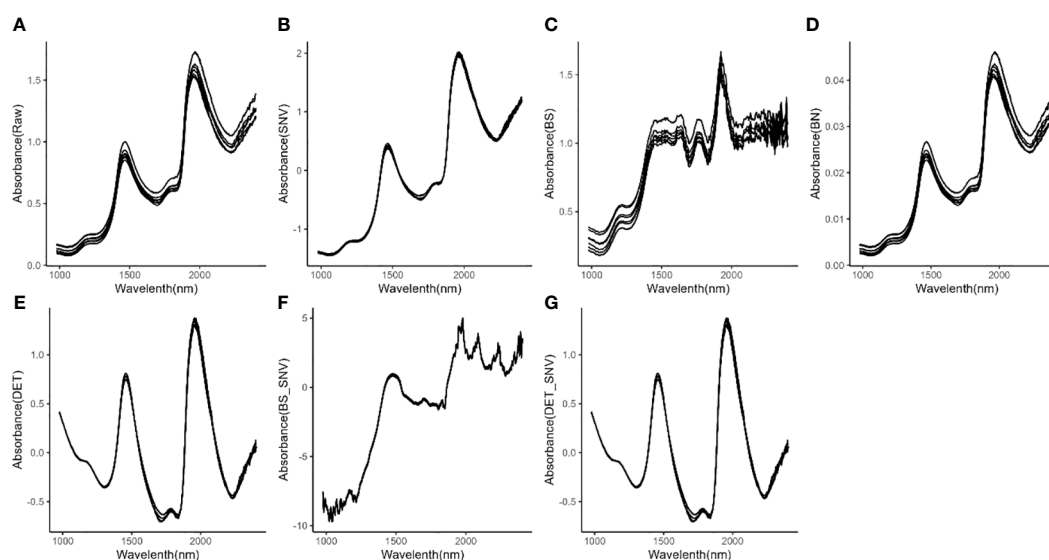 A
B
C
D
Absorbance(Raw)
1.5
1.0
0.5
0.0
1000
1500
2000
Wavelenth(nm)
Absorbance(SNV)
2
1
0
-1
1000
1500
2000
Wavelenth(nm)
Absorbance(BS)
1.5
1.0
0.5
1000
1500
2000
Wavelenth(nm)
Absorbance(BN)
0.04
0.03
0.02
0.01
0.00
1000
1500
2000
Wavelenth(nm)
E
F
G
Absorbance(DET)
1.0
0.5
0.0
-0.5
1000
1500
2000
Wavelenth(nm)
Absorbance(BS_SNV)
5
0
-5
-10
1000
1500
2000
Wavelenth(nm)
Absorbance(DET_SNV)
1.0
0.5
0.0
-0.5
1000
1500
2000
Wavelenth(nm)